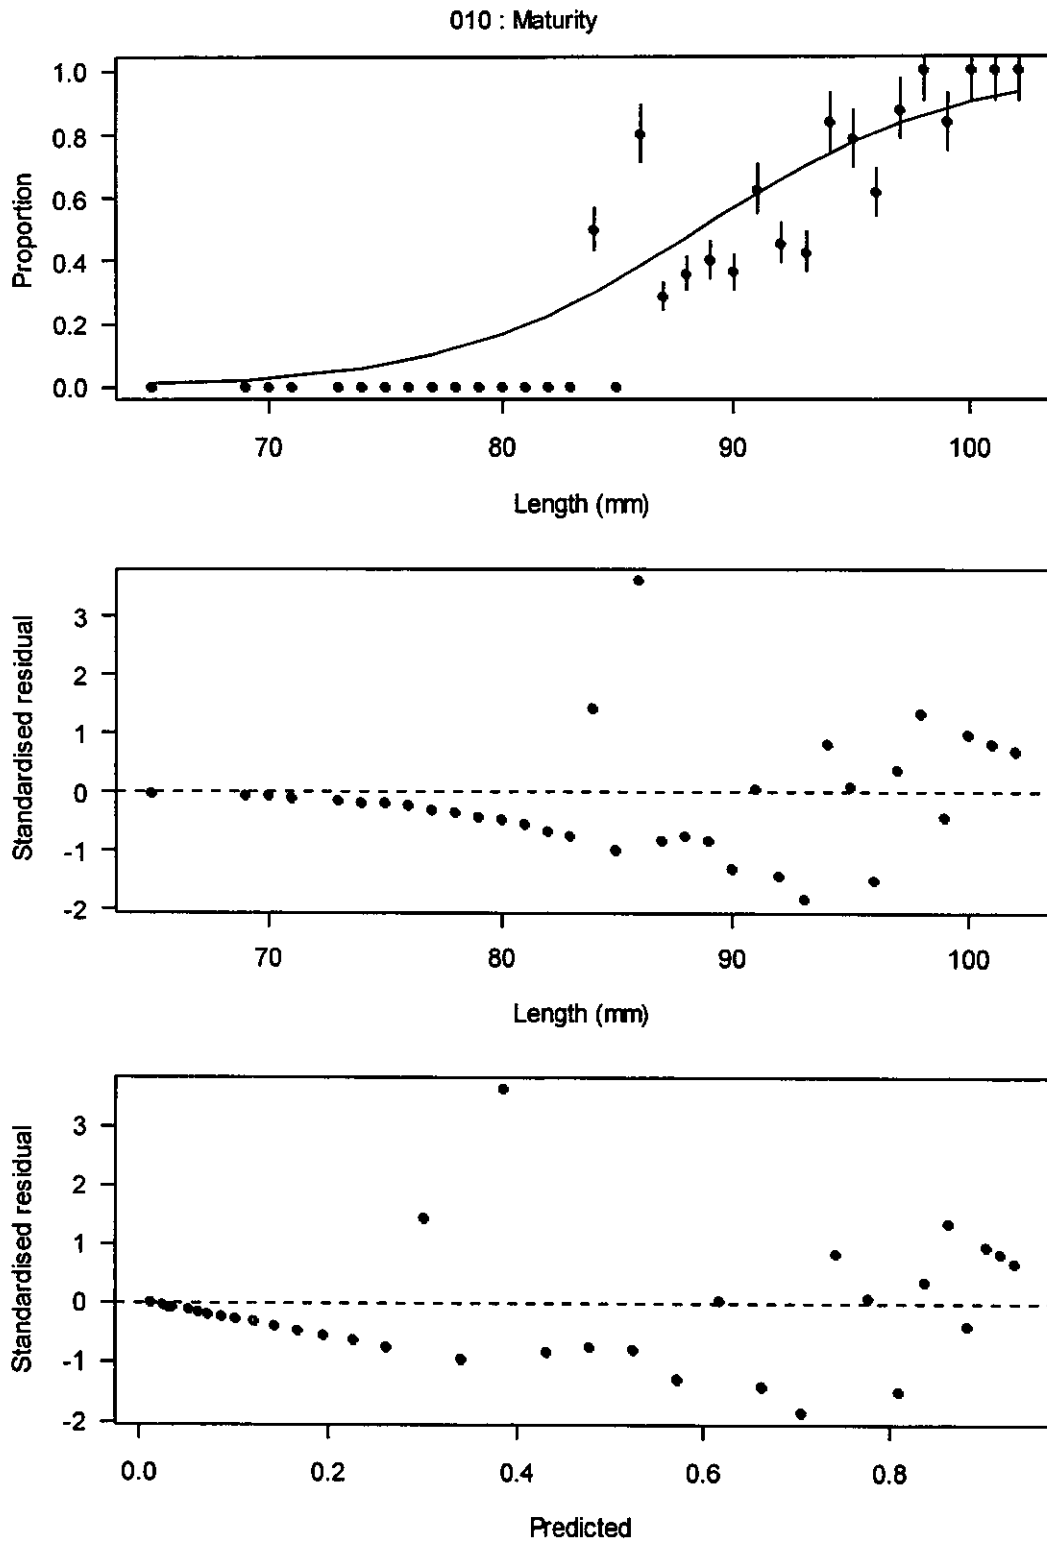 010 : Maturity
1.0
0.8
0.6
0.4
0.2
0.0
Proportion
70 80 90 100
Length (mm)
3
2
1
0
-1
-2
Standardised residual
70 80 90 100
Length (mm)
3
2
1
0
-1
-2
Standardised residual
0.0 0.2 0.4 0.6 0.8
Predicted